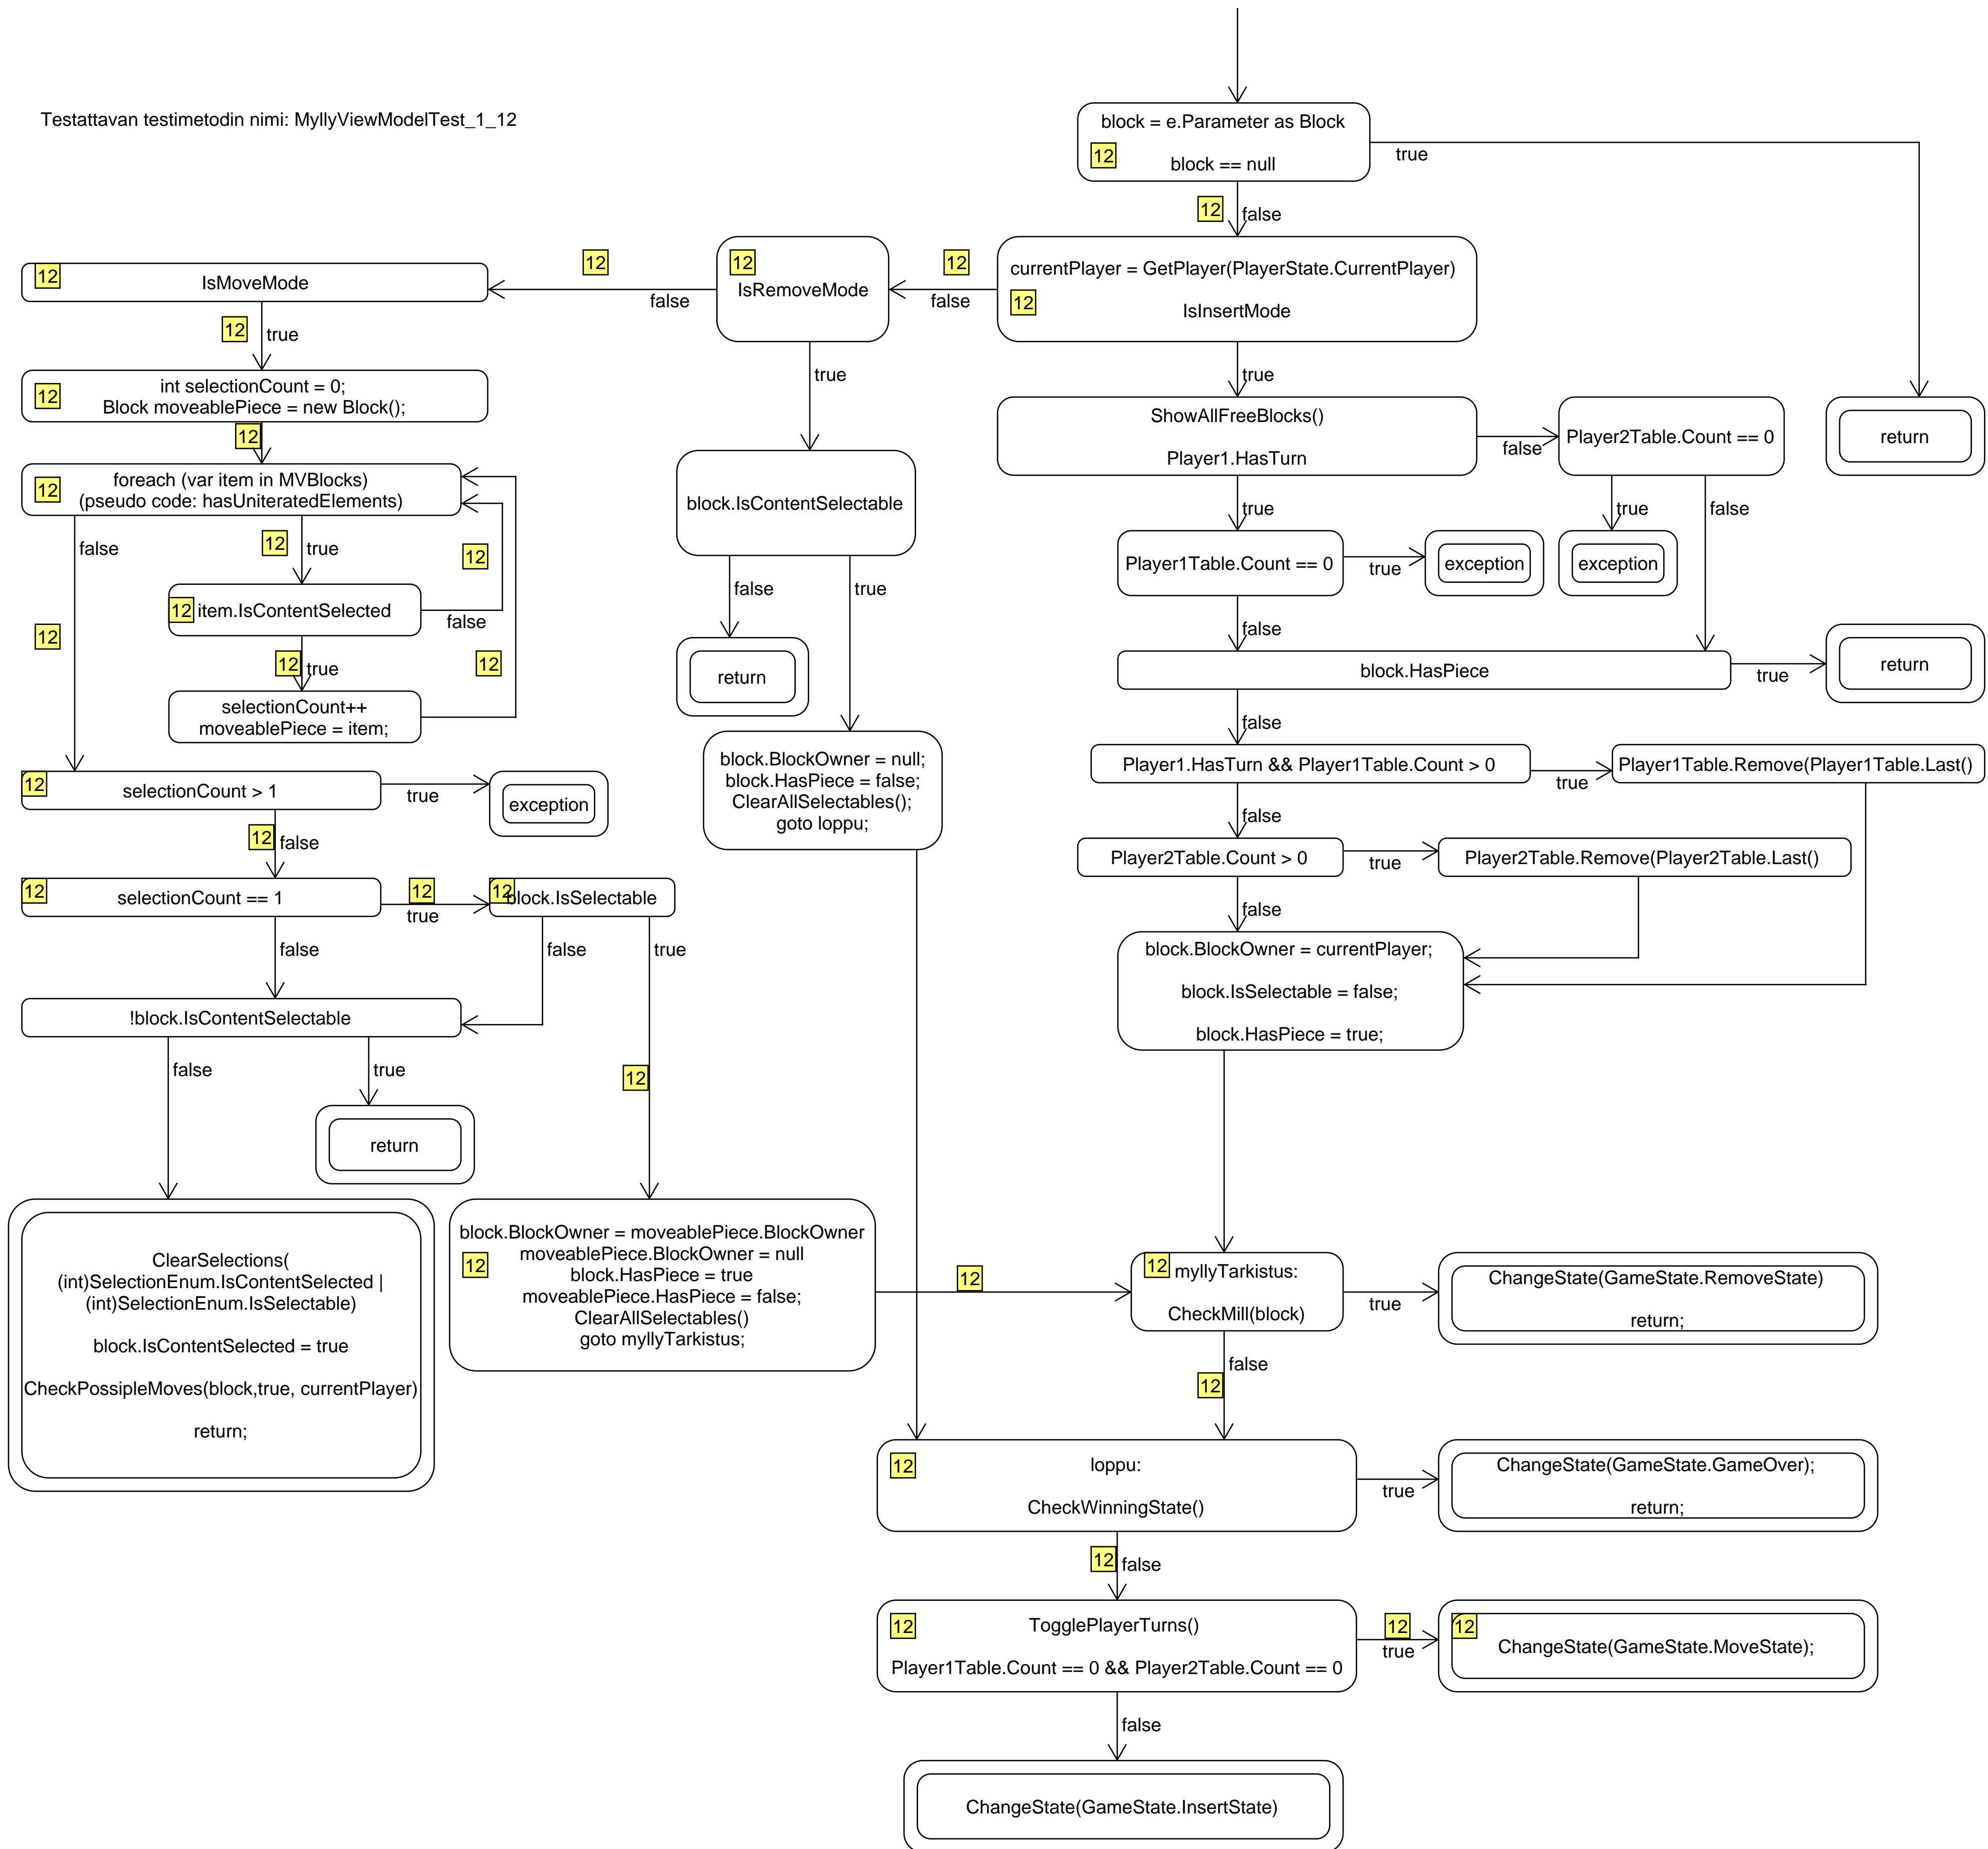 Testattavan testimetodin nimi: MyllyViewModelTest_1_12
block = e.Parameter as Block
12
block == null
true
12
false
12
IsMoveMode
12
false
12
IsRemoveMode
12
false
currentPlayer = GetPlayer(PlayerState.CurrentPlayer)
12
IsInsertMode
12
true
true
true
12
int selectionCount = 0;
Block moveablePiece = new Block();
ShowAllFreeBlocks()
Player1.HasTurn
false
Player2Table.Count == 0
return
12
12
foreach (var item in MVBlocks)
(pseudo code: hasUniteratedElements)
block.IsContentSelectable
true
true
false
false
12
true
12
Player1Table.Count == 0
true
exception
exception
12
item.IsContentSelected
false
false
true
false
12
12
true
12
return
block.HasPiece
true
return
selectionCount++
moveablePiece = item;
false
block.BlockOwner = null;
block.HasPiece = false;
ClearAllSelectables();
goto loppu;
Player1.HasTurn && Player1Table.Count > 0
true
Player1Table.Remove(Player1Table.Last()
12
selectionCount > 1
true
exception
12
false
false
Player2Table.Count > 0
true
Player2Table.Remove(Player2Table.Last()
12
selectionCount == 1
12
true
12
block.IsSelectable
false
false
false
true
block.BlockOwner = currentPlayer;
block.IsSelectable = false;
block.HasPiece = true;
!block.IsContentSelectable
false
true
12
return
ClearSelections(
(int)SelectionEnum.IsContentSelected |
(int)SelectionEnum.IsSelectable)
block.IsContentSelected = true
CheckPossipleMoves(block,true, currentPlayer)
return;
block.BlockOwner = moveablePiece.BlockOwner
12
moveablePiece.BlockOwner = null
block.HasPiece = true
moveablePiece.HasPiece = false;
ClearAllSelectables()
goto myllyTarkistus;
12
12
myllyTarkistus:
CheckMill(block)
true
ChangeState(GameState.RemoveState)
return;
false
12
12
loppu:
CheckWinningState()
true
ChangeState(GameState.GameOver);
return;
12
false
12
TogglePlayerTurns()
Player1Table.Count == 0 && Player2Table.Count == 0
12
true
12
ChangeState(GameState.MoveState);
false
ChangeState(GameState.InsertState)